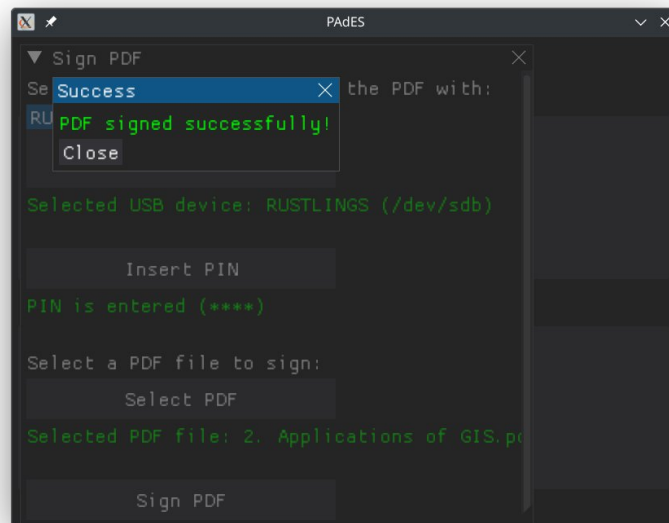 PAdES
▼ Sign PDF
Se the PDF with:
Success
RU
PDF signed successfully!
Close
Selected USB device: RUSTLINGS (/dev/sdb)
Insert PIN
PIN is entered (****)
Select a PDF file to sign:
Select PDF
Selected PDF file: 2. Applications of GIS.pd
Sign PDF